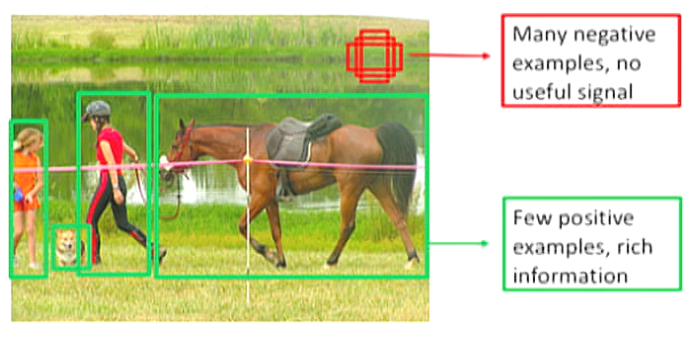 Many negative
examples, no
useful signal
Few positive
examples, rich
information